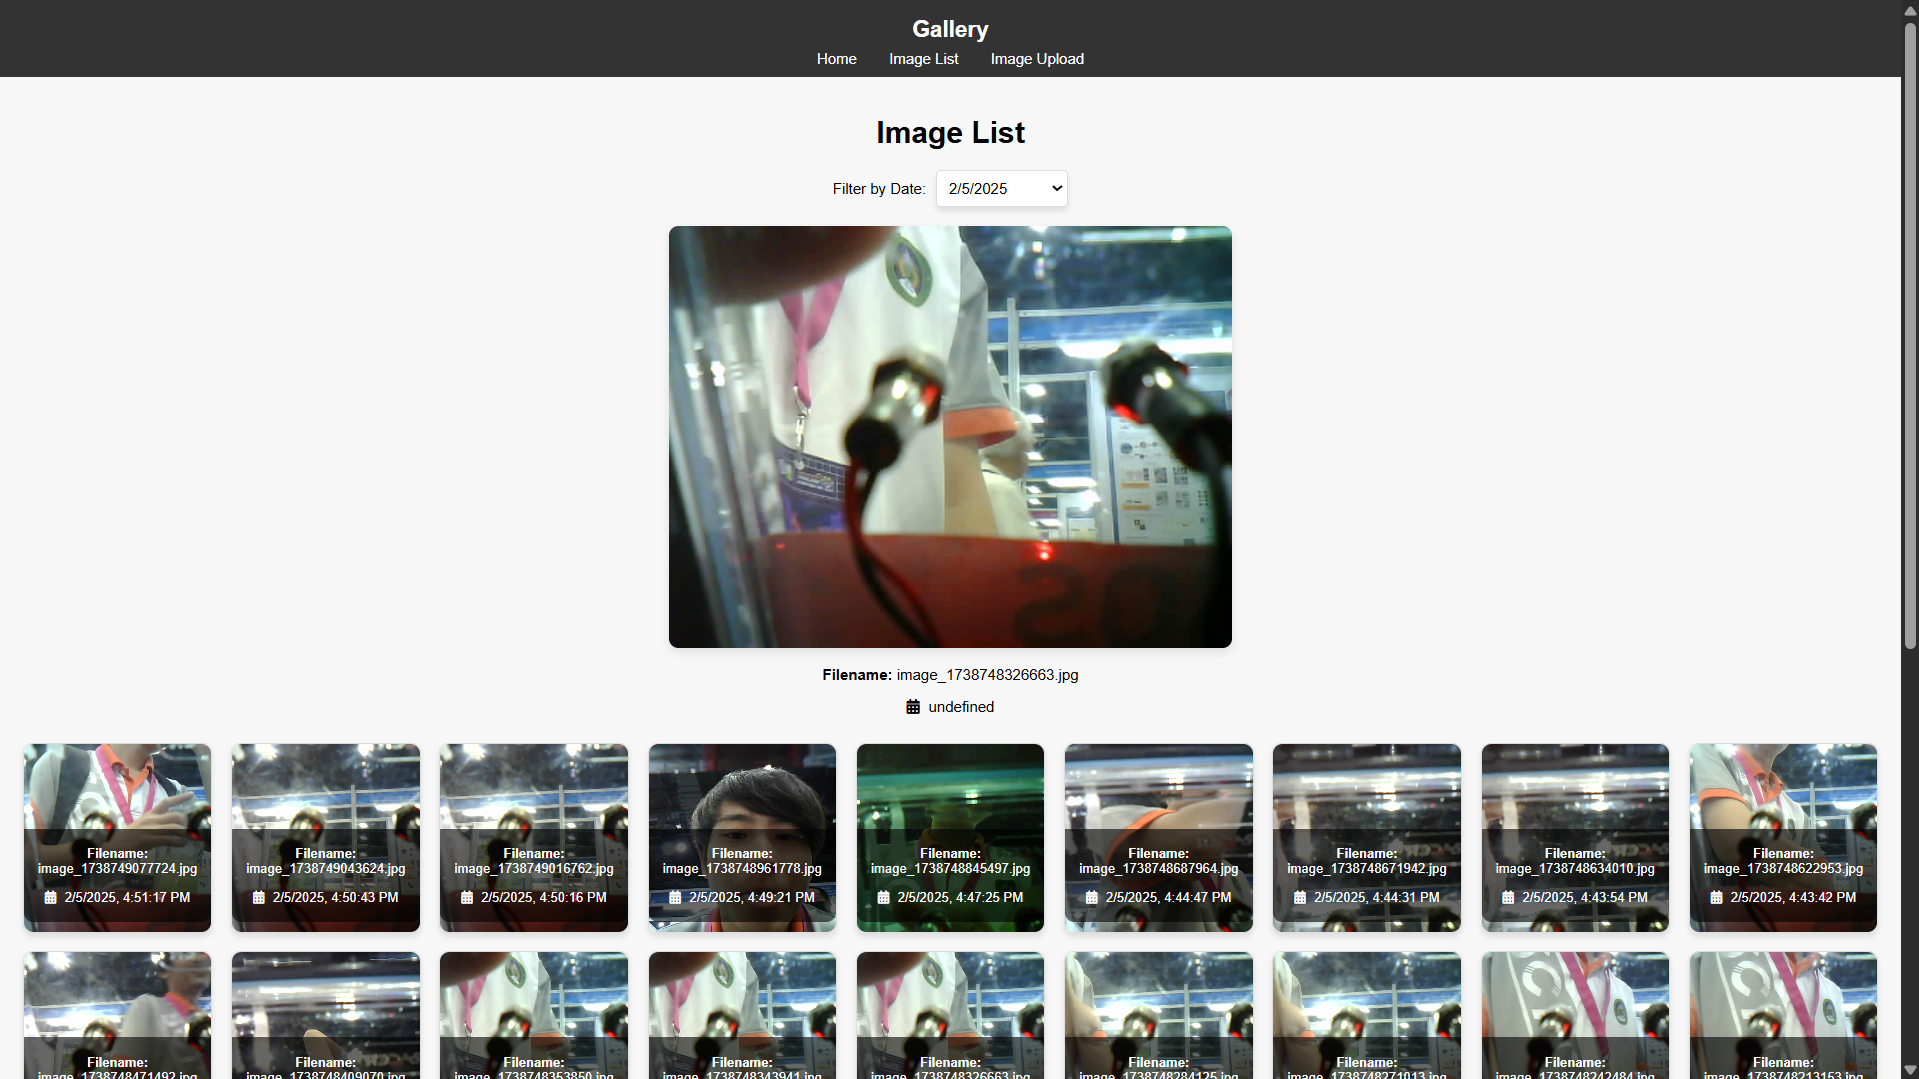 Gallery
Home Image List Image Upload
Image List
Filter by Date: 2/5/2025
20
Filename: image_1738748326663.jpg
undefined
Filename: Filename: Filename: Filename: Filename: Filename: Filename: Filename: Filename:
image_1738749077724.jpg image_1738749043624.jpg image_1738749016762.jpg image_1738748961778.jpg image_1738748845497.jpg image_1738748687964.jpg image_1738748671942.jpg image_1738748634010.jpg image_1738748622953.jpg
2/5/2025, 4:51:17 PM 2/5/2025, 4:50:43 PM 2/5/2025, 4:50:16 PM 2/5/2025, 4:49:21 PM 2/5/2025, 4:47:25 PM 2/5/2025, 4:44:47 PM 2/5/2025, 4:44:31 PM 2/5/2025, 4:43:54 PM 2/5/2025, 4:43:42 PM
Filename: Filename: Filename: Filename: Filename: Filename: Filename: Filename: Filename:
image_1738748471492.jpg image_1738748409070.jpg image_1738748353850.jpg image_1738748343941.jpg image_1738748326663.jpg image_1738748284125.jpg image_1738748271013.jpg image_1738748242484.jpg image_1738748213153.jpg